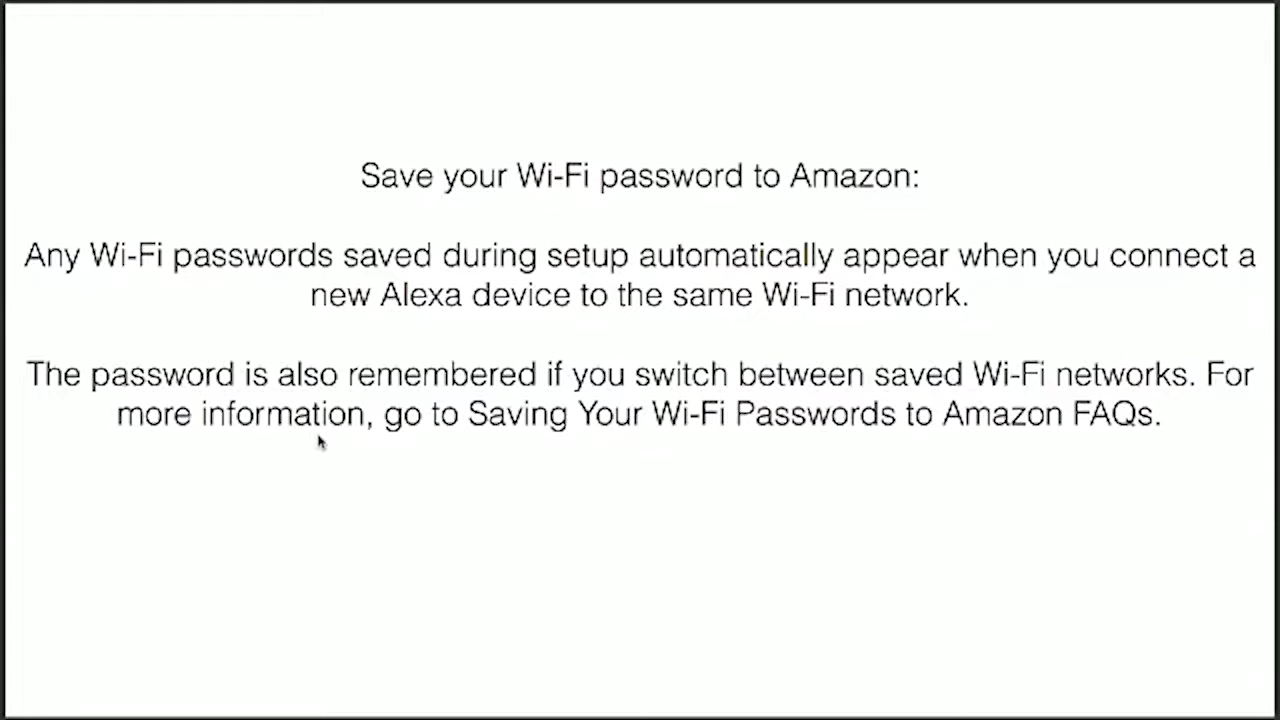 Save your Wi-Fi password to Amazon:
Any Wi-Fi passwords saved during setup automatically appear when you connect a
new Alexa device to the same Wi-Fi network.
The password is also remembered if you switch between saved Wi-Fi networks. For
more information, go to Saving Your Wi-Fi Passwords to Amazon FAQs.